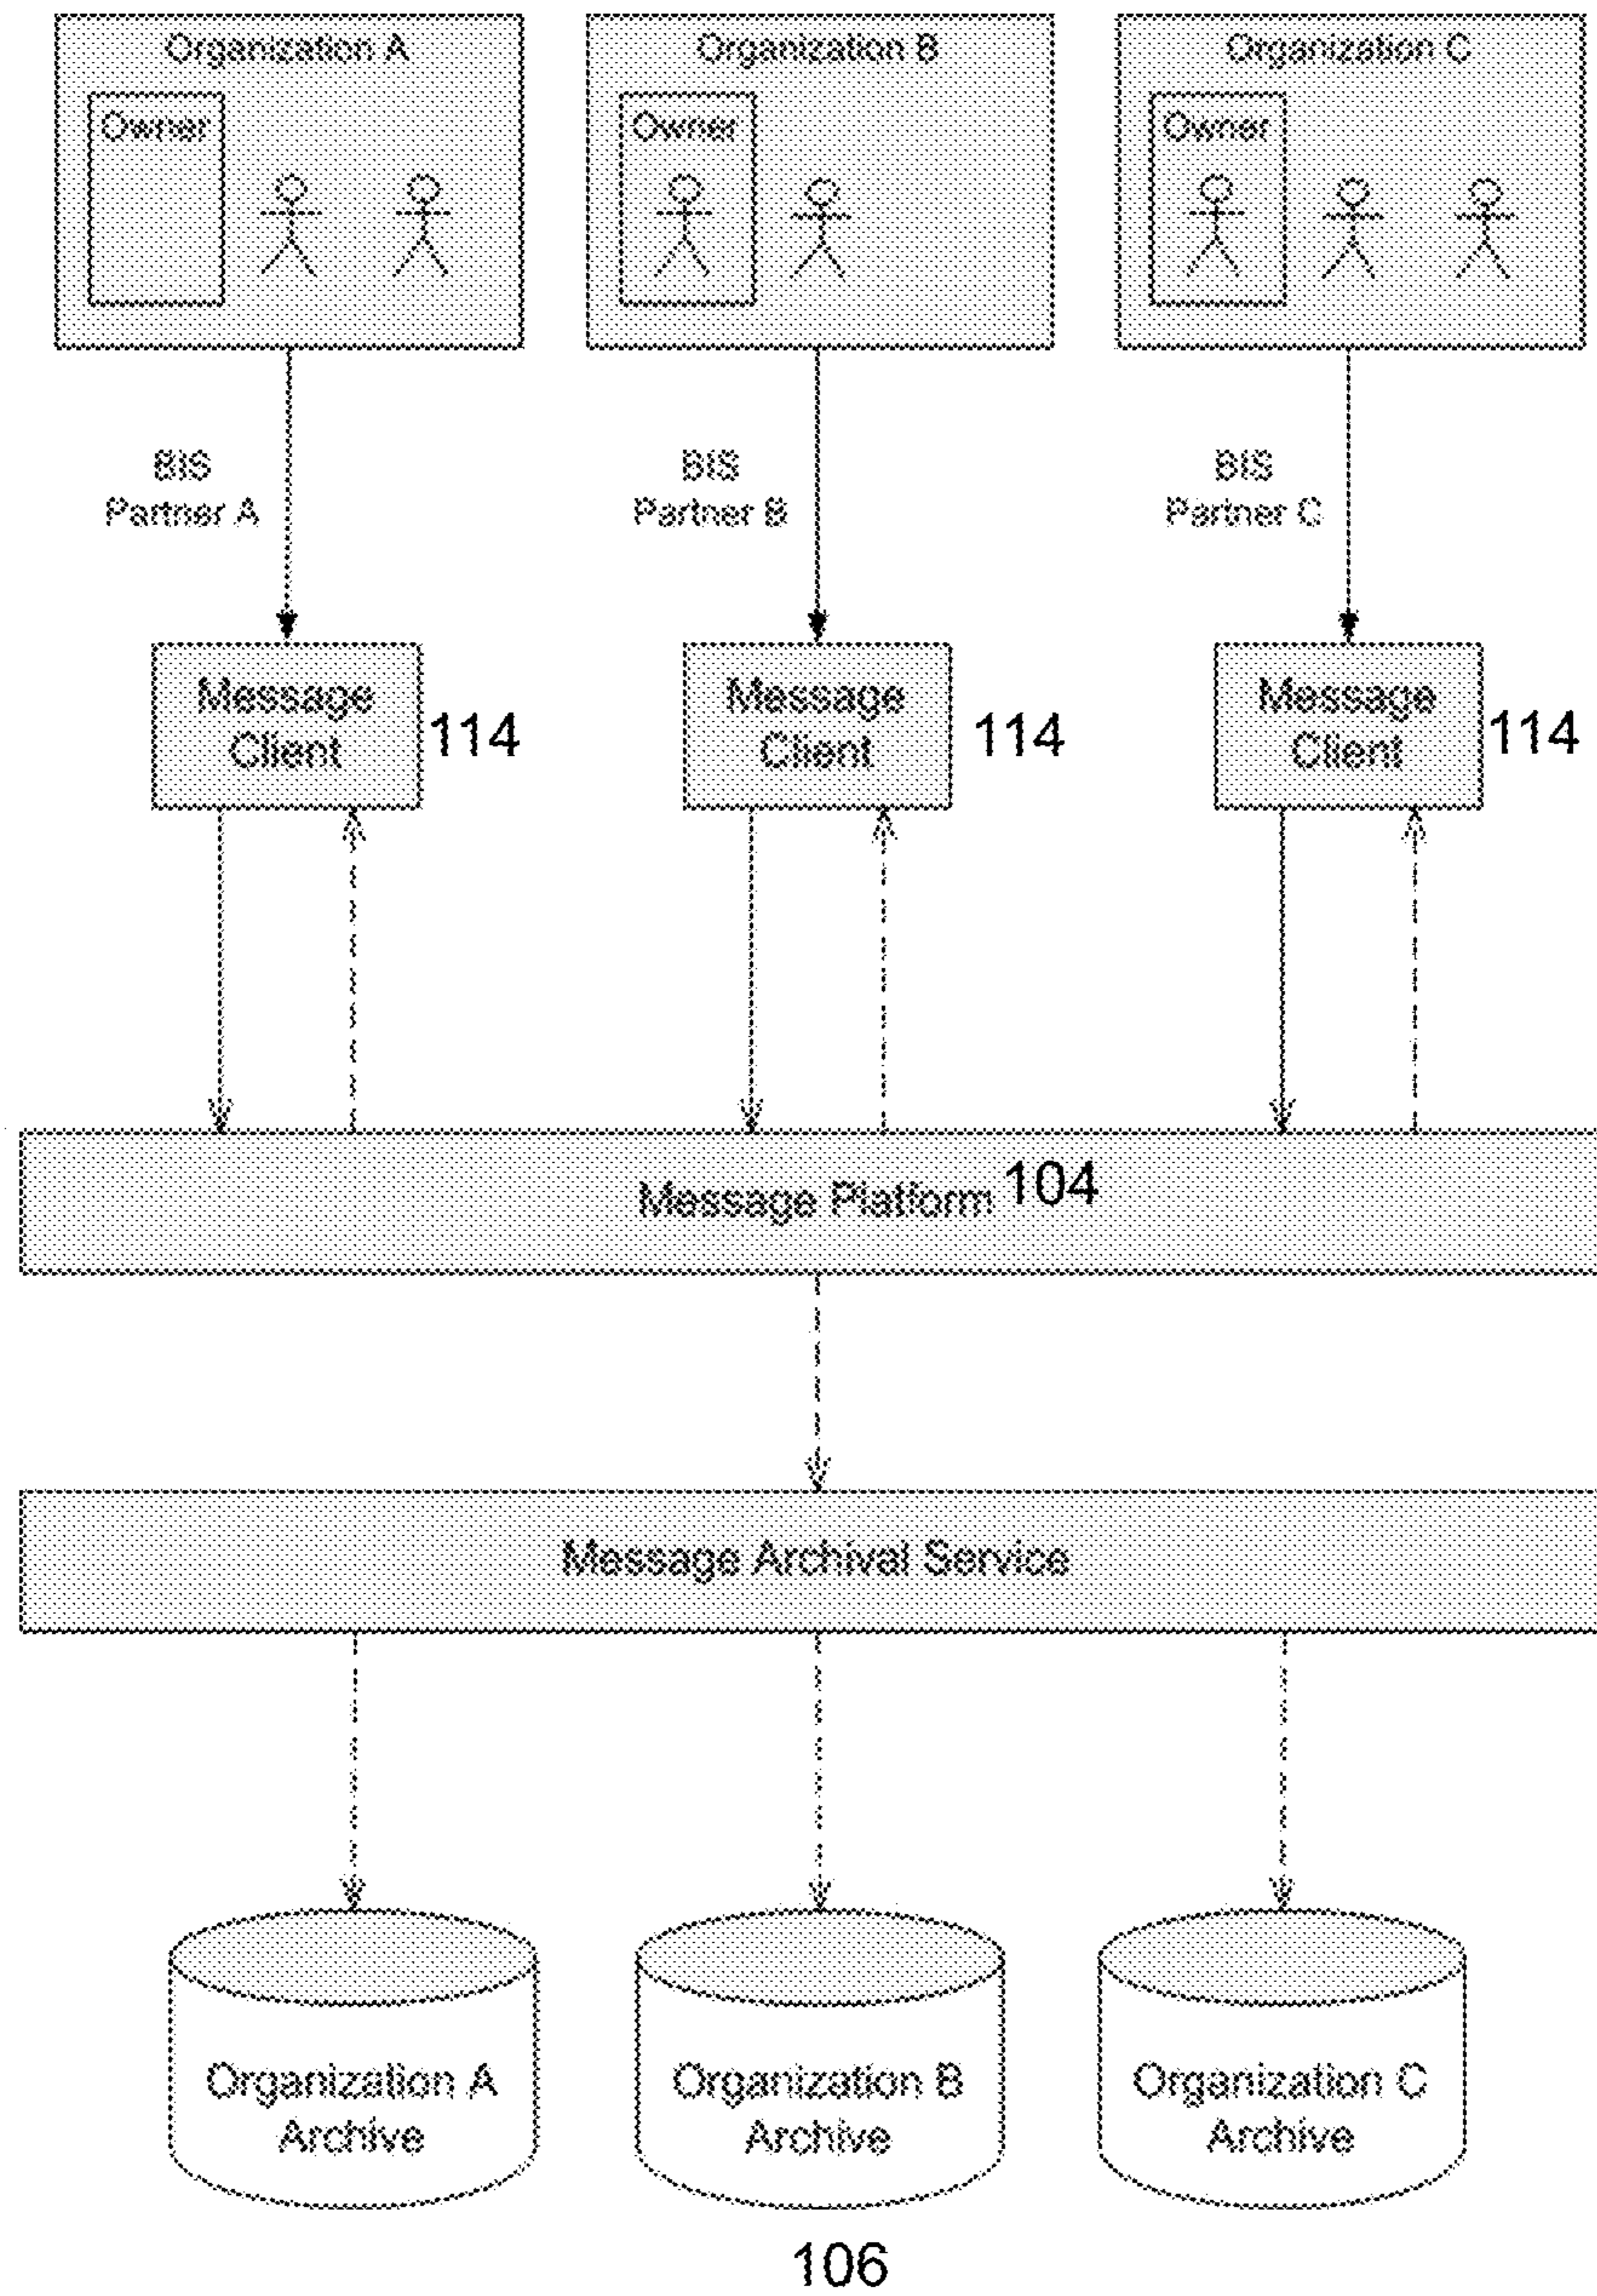 Organization A
Organization B
Organization C
Owner
Owner
Owner
BIS
Partner A
BIS
Partner B
BIS
Partner C
Message
Client
114
Message
Client
114
Message
Client
114
Message Platform 104
Message Archival Service
Organization A
Archive
Organization B
Archive
Organization C
Archive
106